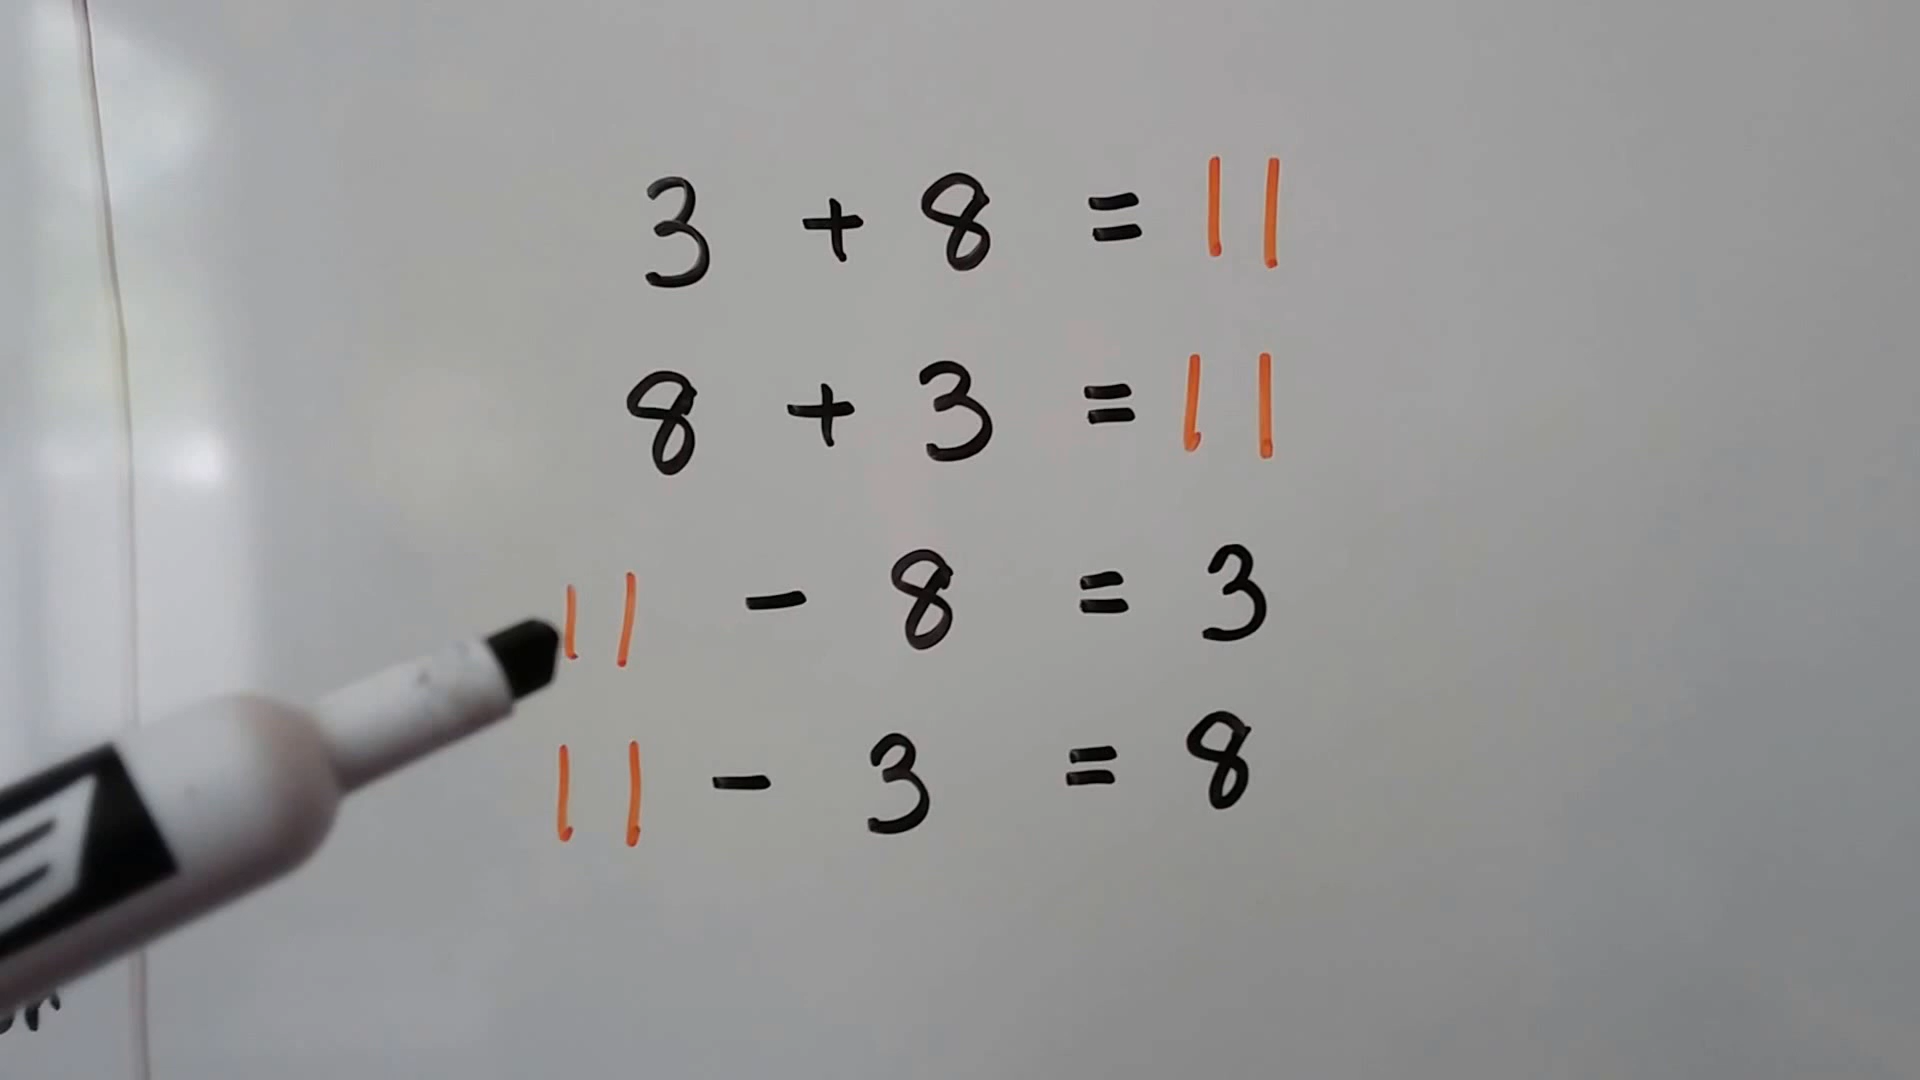 3 + 8 = 11
8 + 3 = 11
11 - 8 = 3
11 - 3 = 8